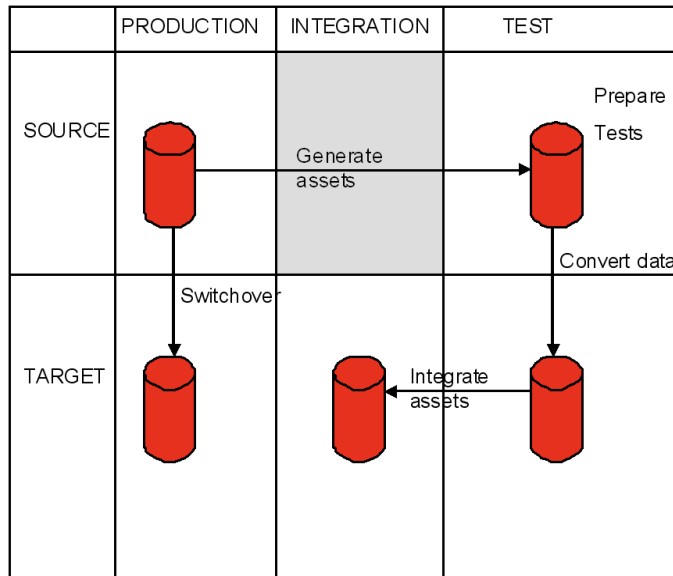 PRODUCTION
INTEGRATION
TEST
SOURCE
Prepare
Tests
Generate
assets
Convert data
Switchover
TARGET
Integrate
assets